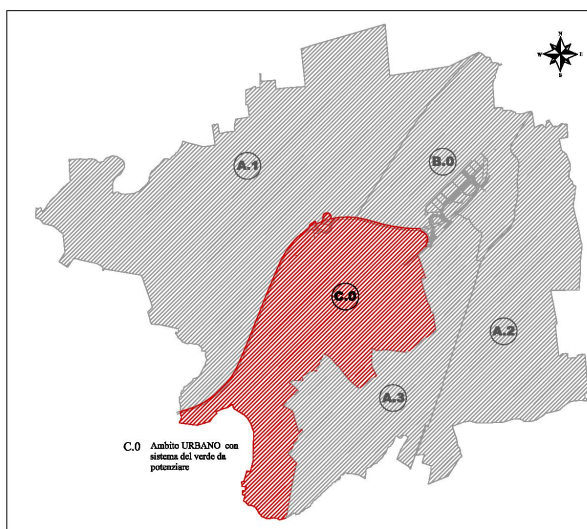 N
W E
S
A.1
B.0
C.0
A.2
A.3
C.0 Ambito URBANO con
sistema del verde da
potenziare